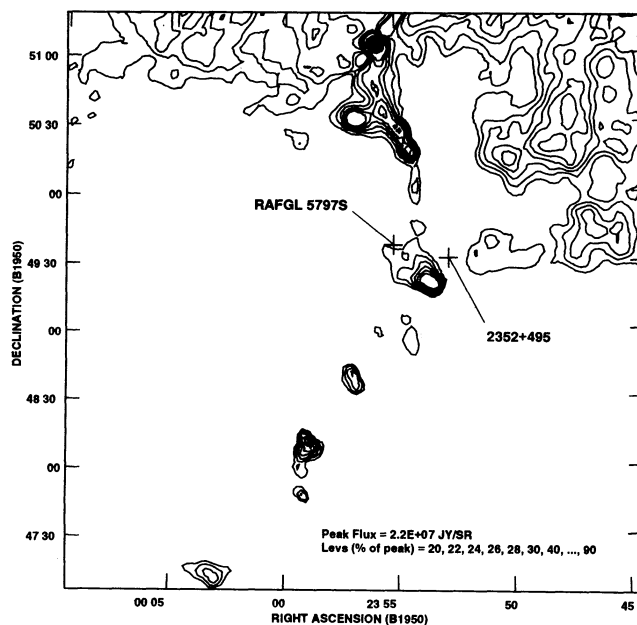 51 00
50 30
00
RAFGL 5797S
49 30
2352+495
00
48 30
00
47 30
DECLINATION (B1950)
Peak Flux = 2.2E+07 JY/SR
Levs (% of peak) = 20, 22, 24, 26, 28, 30, 40, ..., 90
00 05
00
23 55
50
45
RIGHT ASCENSION (B1950)